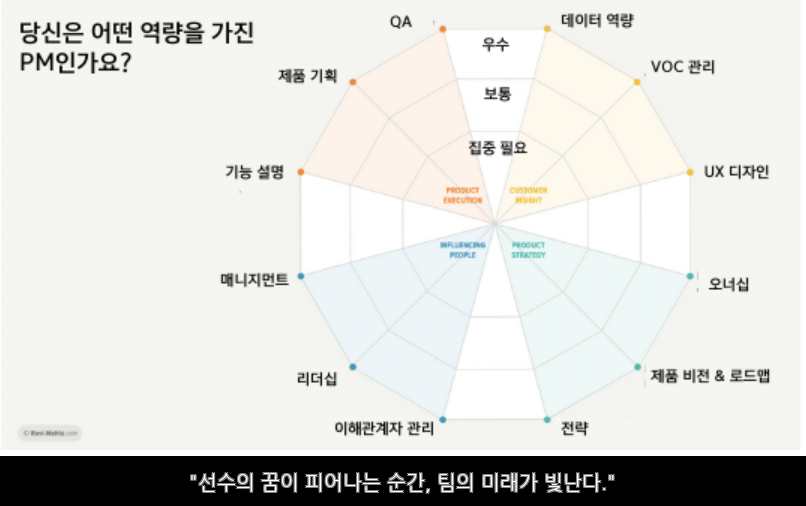 당신은 어떤 역량을 가진
PM인가요?
QA
데이터 역량
우수
VOC 관리
제품 기획
보통
집중 필요
기능 설명
UX 디자인
PRODUCT
EXECUTION
CUSTOMER
INSIGHT
INFLUENCING
PEOPLE
PRODUCT
STRATEGY
매니지먼트
오너십
리더십
제품 비전 & 로드맵
이해관계자 관리
전략
"선수의 꿈이 피어나는 순간, 팀의 미래가 빛난다."